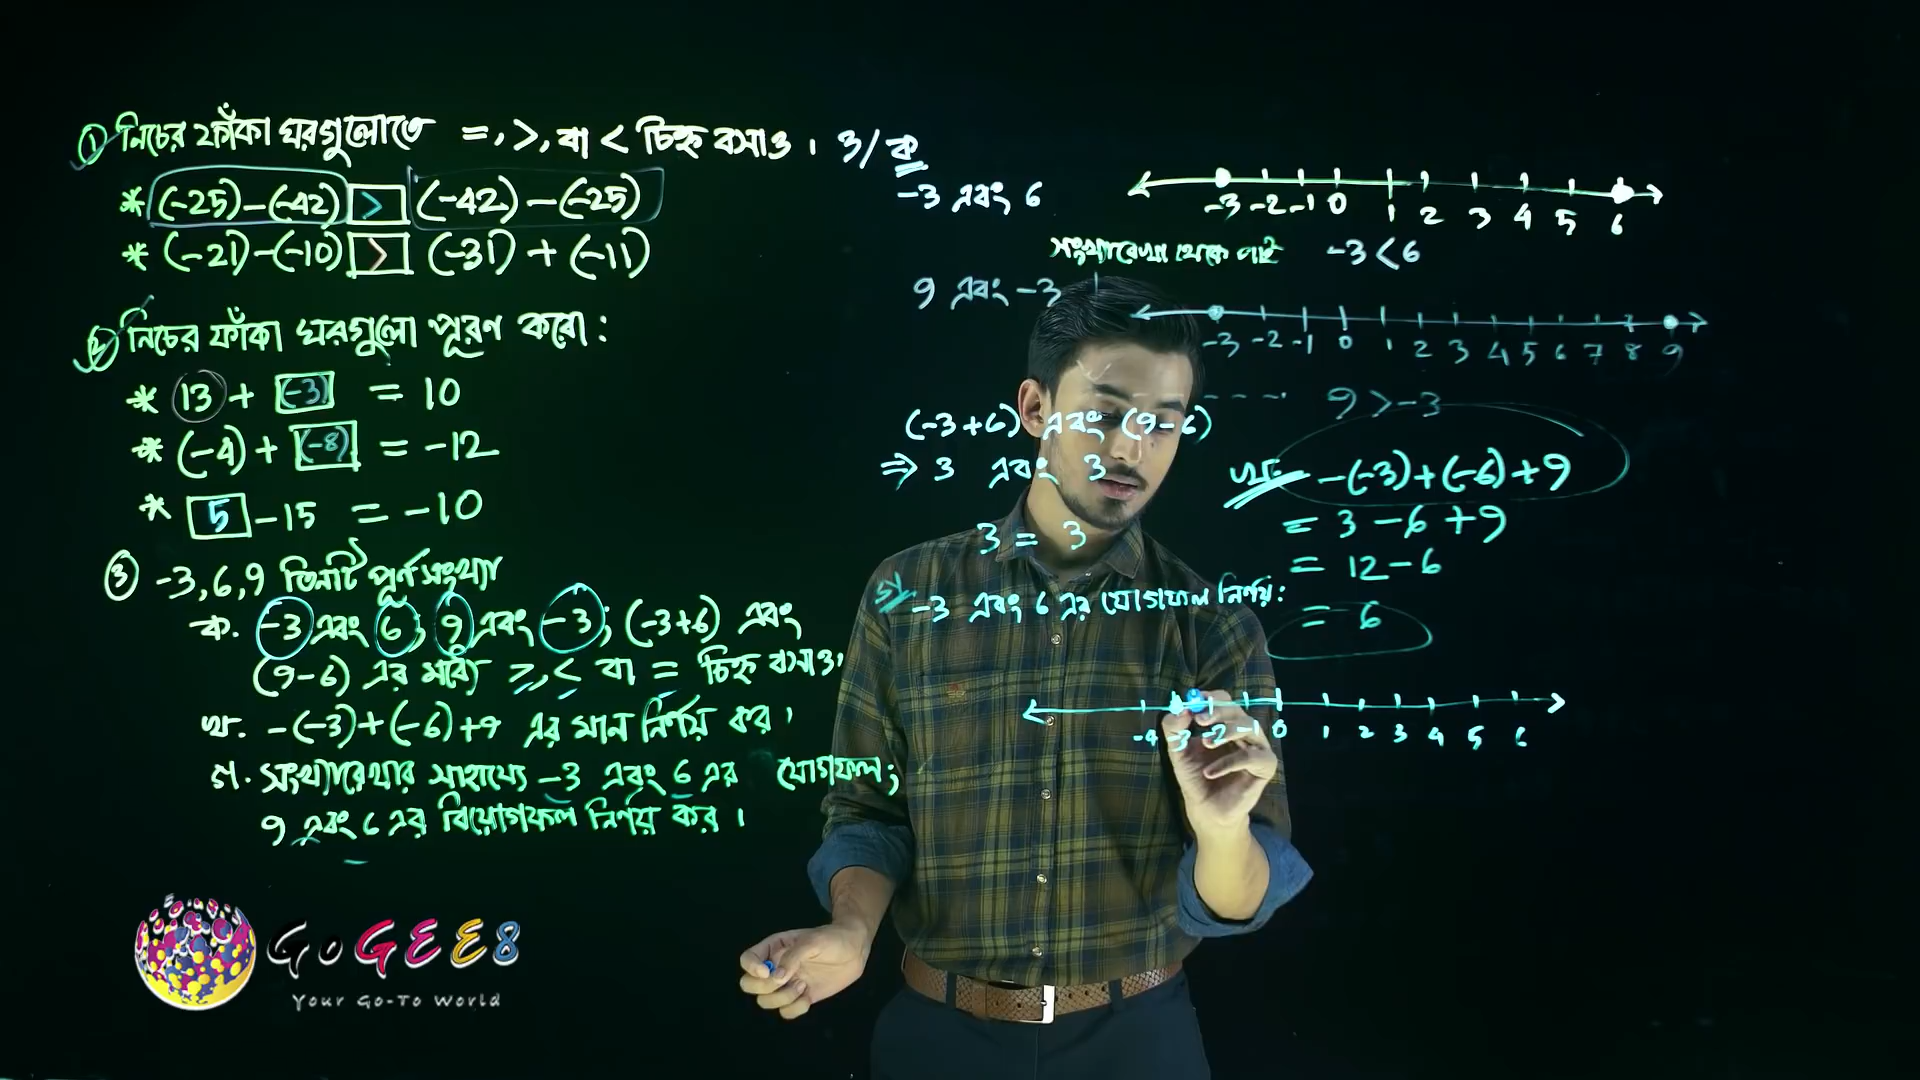 ① নিচের ফাঁকা ঘরগুলোতে =, >, বা < চিহ্ন বসাও ।
* (-25)-(-42) > (-42)-(-25)
* (-21)-(-10) > (-31) + (-11)
২ নিচের ফাঁকা ঘরগুলো পূরণ করো :
* 13 + (-3) = 10
* (-4) + (-8) = -12
* 5 -15 = -10
③ -3, 6, 9 তিনটি পূর্ণসংখ্যা
ক. -3 এবং 6; 9 এবং -3; (-3+6) এবং
(9-6) এর মধ্যে >, < বা = চিহ্ন বসাও।
খ. -(-3)+(-6)+9 এর মান নির্ণয় কর ।
গ. সংখ্যারেখার সাহায্যে -3 এবং 6 এর যোগফল;
9 এবং 6 এর বিয়োগফল নির্ণয় কর ।
3/ ক
-3 এবং 6
-3 -2 -1 0 1 2 3 4 5 6
সংখ্যারেখা থেকে পাই -3 < 6
9 এবং -3
-3 -2 -1 0 1 2 3 4 5 6 7 8 9
---- 9 > -3
(-3+6) এবং (9-6)
⇒ 3 এবং 3
3 = 3
খ -(-3)+(-6)+9
= 3 - 6 + 9
= 12 - 6
= 6
গ/ -3 এবং 6 এর যোগফল নির্ণয়:
-4 -3 -2 -1 0 1 2 3 4 5 6
GoGEE8
Your Go-To World